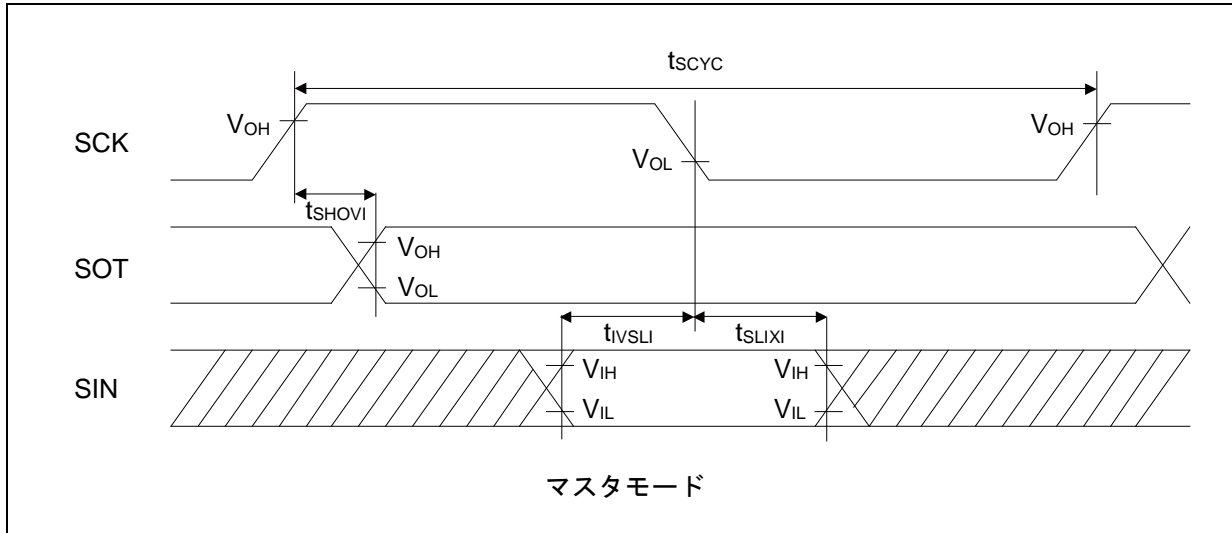 tSCYC
SCK
VOH
VOL
VOH
tSHOVI
SOT
VOH
VOL
tIVSLI
tSLIXI
SIN
VIH
VIH
VIL
VIL
マスタモード